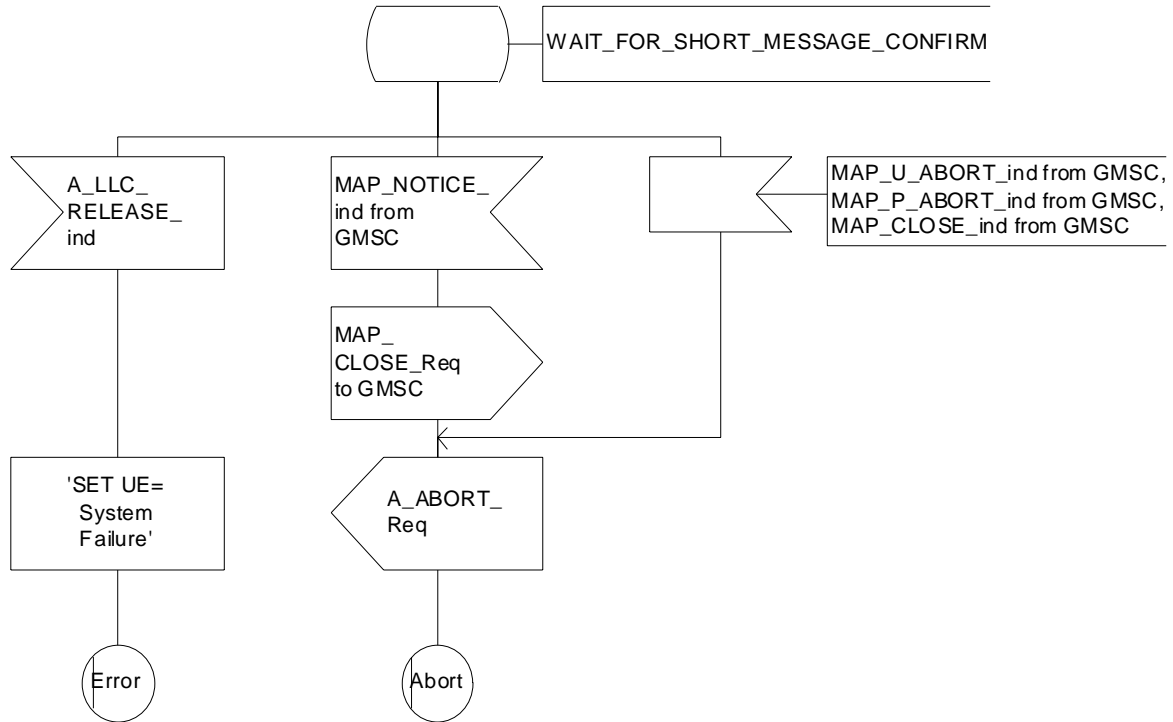 WAIT_FOR_SHORT_MESSAGE_CONFIRM
A_LLC_
RELEASE_
ind
MAP_NOTICE_
ind from
GMSC
MAP_U_ABORT_ind from GMSC,
MAP_P_ABORT_ind from GMSC,
MAP_CLOSE_ind from GMSC
MAP_
CLOSE_Req
to GMSC
'SET UE=
System
Failure'
A_ABORT_
Req
Error
Abort